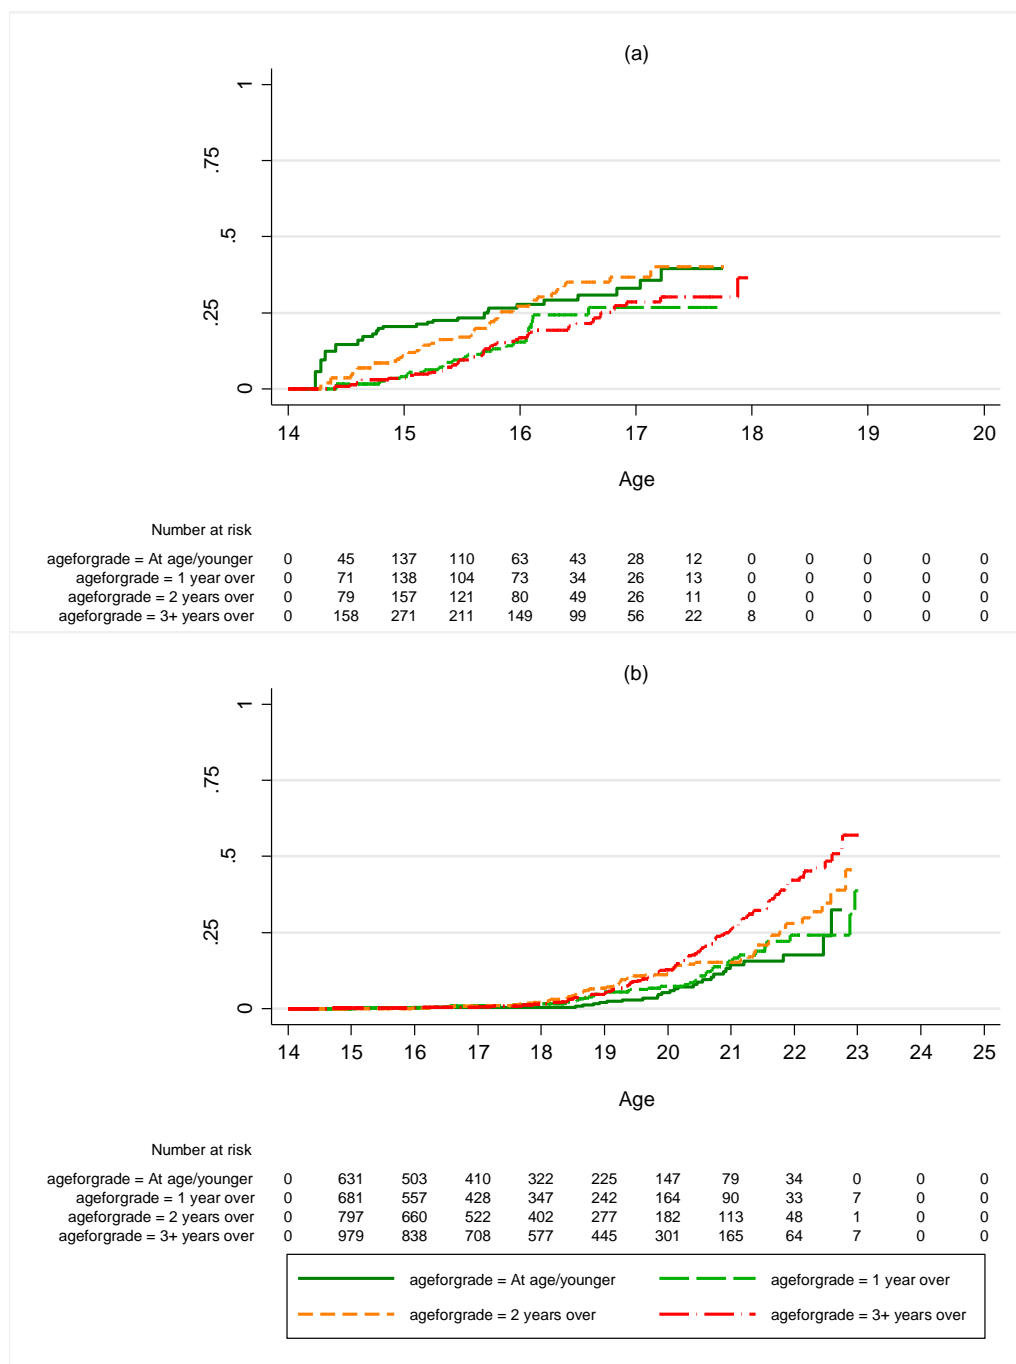 (a)
1
.75
.5
.25
0
14 15 16 17 18 19 20
Age
Number at risk
ageforgrade = At age/younger 0 45 137 110 63 43 28 12 0 0 0 0 0
ageforgrade = 1 year over 0 71 138 104 73 34 26 13 0 0 0 0 0
ageforgrade = 2 years over 0 79 157 121 80 49 26 11 0 0 0 0 0
ageforgrade = 3+ years over 0 158 271 211 149 99 56 22 8 0 0 0 0
(b)
1
.75
.5
.25
0
14 15 16 17 18 19 20 21 22 23 24 25
Age
Number at risk
ageforgrade = At age/younger 0 631 503 410 322 225 147 79 34 0 0 0
ageforgrade = 1 year over 0 681 557 428 347 242 164 90 33 7 0 0
ageforgrade = 2 years over 0 797 660 522 402 277 182 113 48 1 0 0
ageforgrade = 3+ years over 0 979 838 708 577 445 301 165 64 7 0 0
ageforgrade = At age/younger ageforgrade = 1 year over
ageforgrade = 2 years over ageforgrade = 3+ years over